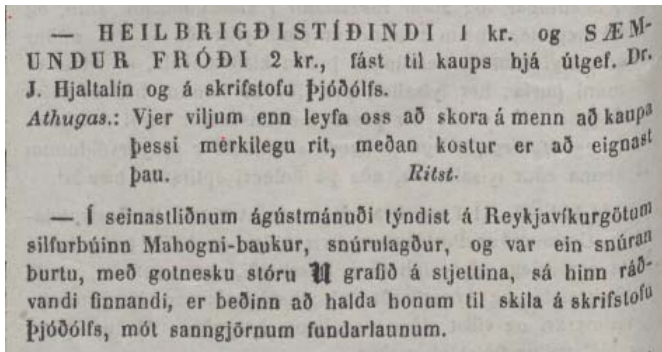 — HEILBRIGÐISTÍÐINDI 1 kr. og SÆM-
UNDUR FRÓÐI 2 kr., fást til kaups hjá útgef. Dr.
J. Hjaltalín og á skrifstofu Þjóðólfs.
Athugas.: Vjer viljum enn leyfa oss að skora á menn að kaupa
þessi merkilegu rit, meðan kostur er að eignast
þau. Ritst.
— Í seinastliðnum ágústmánuði týndist á Reykjavíkurgötum
silfurbúinn Mahogni-baukur, snúrulagður, og var ein snúran
burtu, með gotnesku stóru 𝕬 grafið á stjettina, sá hinn ráð-
vandi finnandi, er beðinn að halda honum til skila á skrifstofu
Þjóðólfs, mót sanngjörnum fundarlaunum.